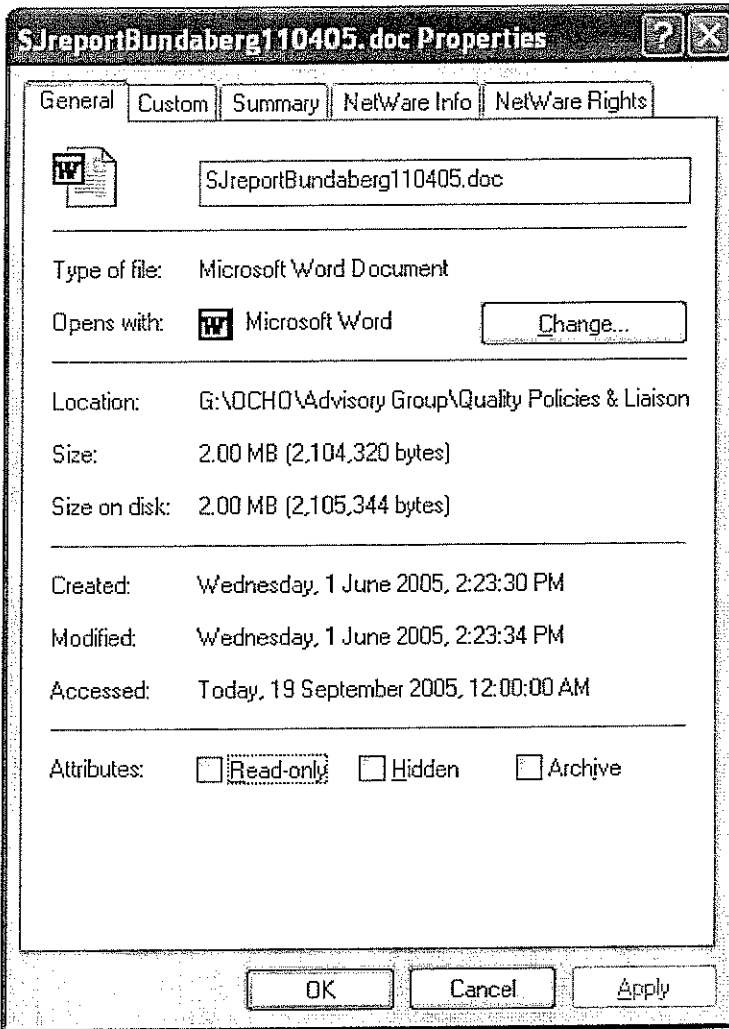 SJreportBundaberg110405.doc Properties
General Custom Summary NetWare Info NetWare Rights
SJreportBundaberg110405.doc
Type of file: Microsoft Word Document
Opens with: Microsoft Word Change...
Location: G:\OCHO\Advisory Group\Quality Policies & Liaison
Size: 2.00 MB (2,104,320 bytes)
Size on disk: 2.00 MB (2,105,344 bytes)
Created: Wednesday, 1 June 2005, 2:23:30 PM
Modified: Wednesday, 1 June 2005, 2:23:34 PM
Accessed: Today, 19 September 2005, 12:00:00 AM
Attributes: Read-only Hidden Archive
OK Cancel Apply